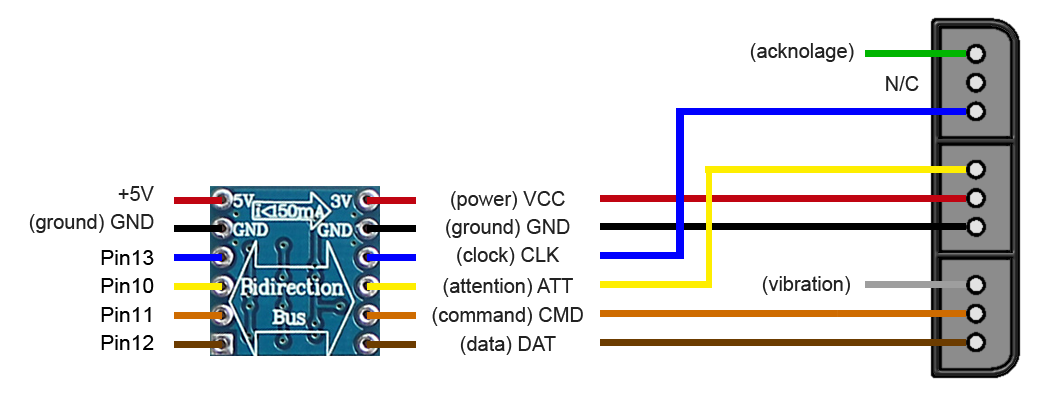 (acknolage)
N/C
+5V
(ground) GND
Pin13
Pin10
Pin11
Pin12
5V
3V
i<150mA
GND
GND
Bidirection
Bus
(power) VCC
(ground) GND
(clock) CLK
(attention) ATT
(command) CMD
(data) DAT
(vibration)